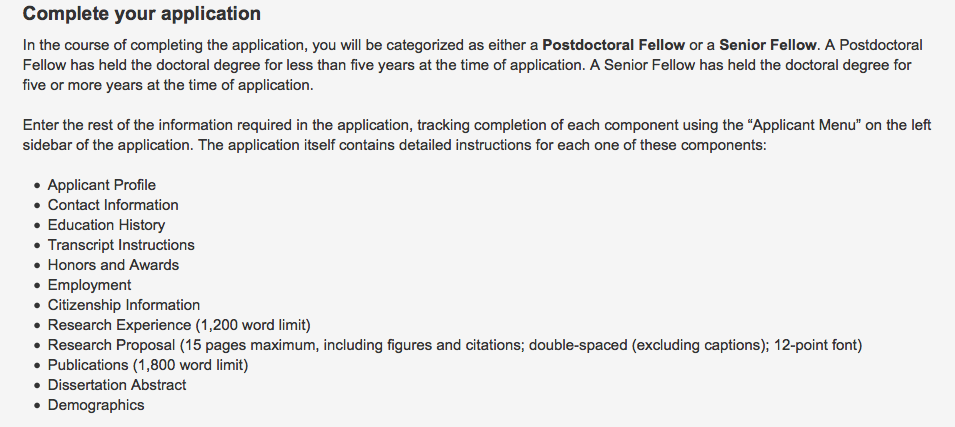 Complete your application
In the course of completing the application, you will be categorized as either a Postdoctoral Fellow or a Senior Fellow. A Postdoctoral
Fellow has held the doctoral degree for less than five years at the time of application. A Senior Fellow has held the doctoral degree for
five or more years at the time of application.
Enter the rest of the information required in the application, tracking completion of each component using the “Applicant Menu” on the left
sidebar of the application. The application itself contains detailed instructions for each one of these components:
• Applicant Profile
• Contact Information
• Education History
• Transcript Instructions
• Honors and Awards
• Employment
• Citizenship Information
• Research Experience (1,200 word limit)
• Research Proposal (15 pages maximum, including figures and citations; double-spaced (excluding captions); 12-point font)
• Publications (1,800 word limit)
• Dissertation Abstract
• Demographics